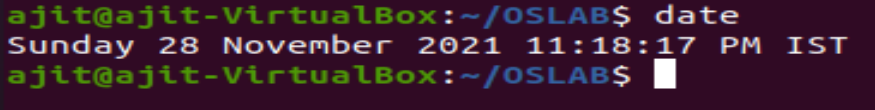 ajit@ajit-VirtualBox:~/OSLAB$ date
Sunday 28 November 2021 11:18:17 PM IST
ajit@ajit-VirtualBox:~/OSLAB$